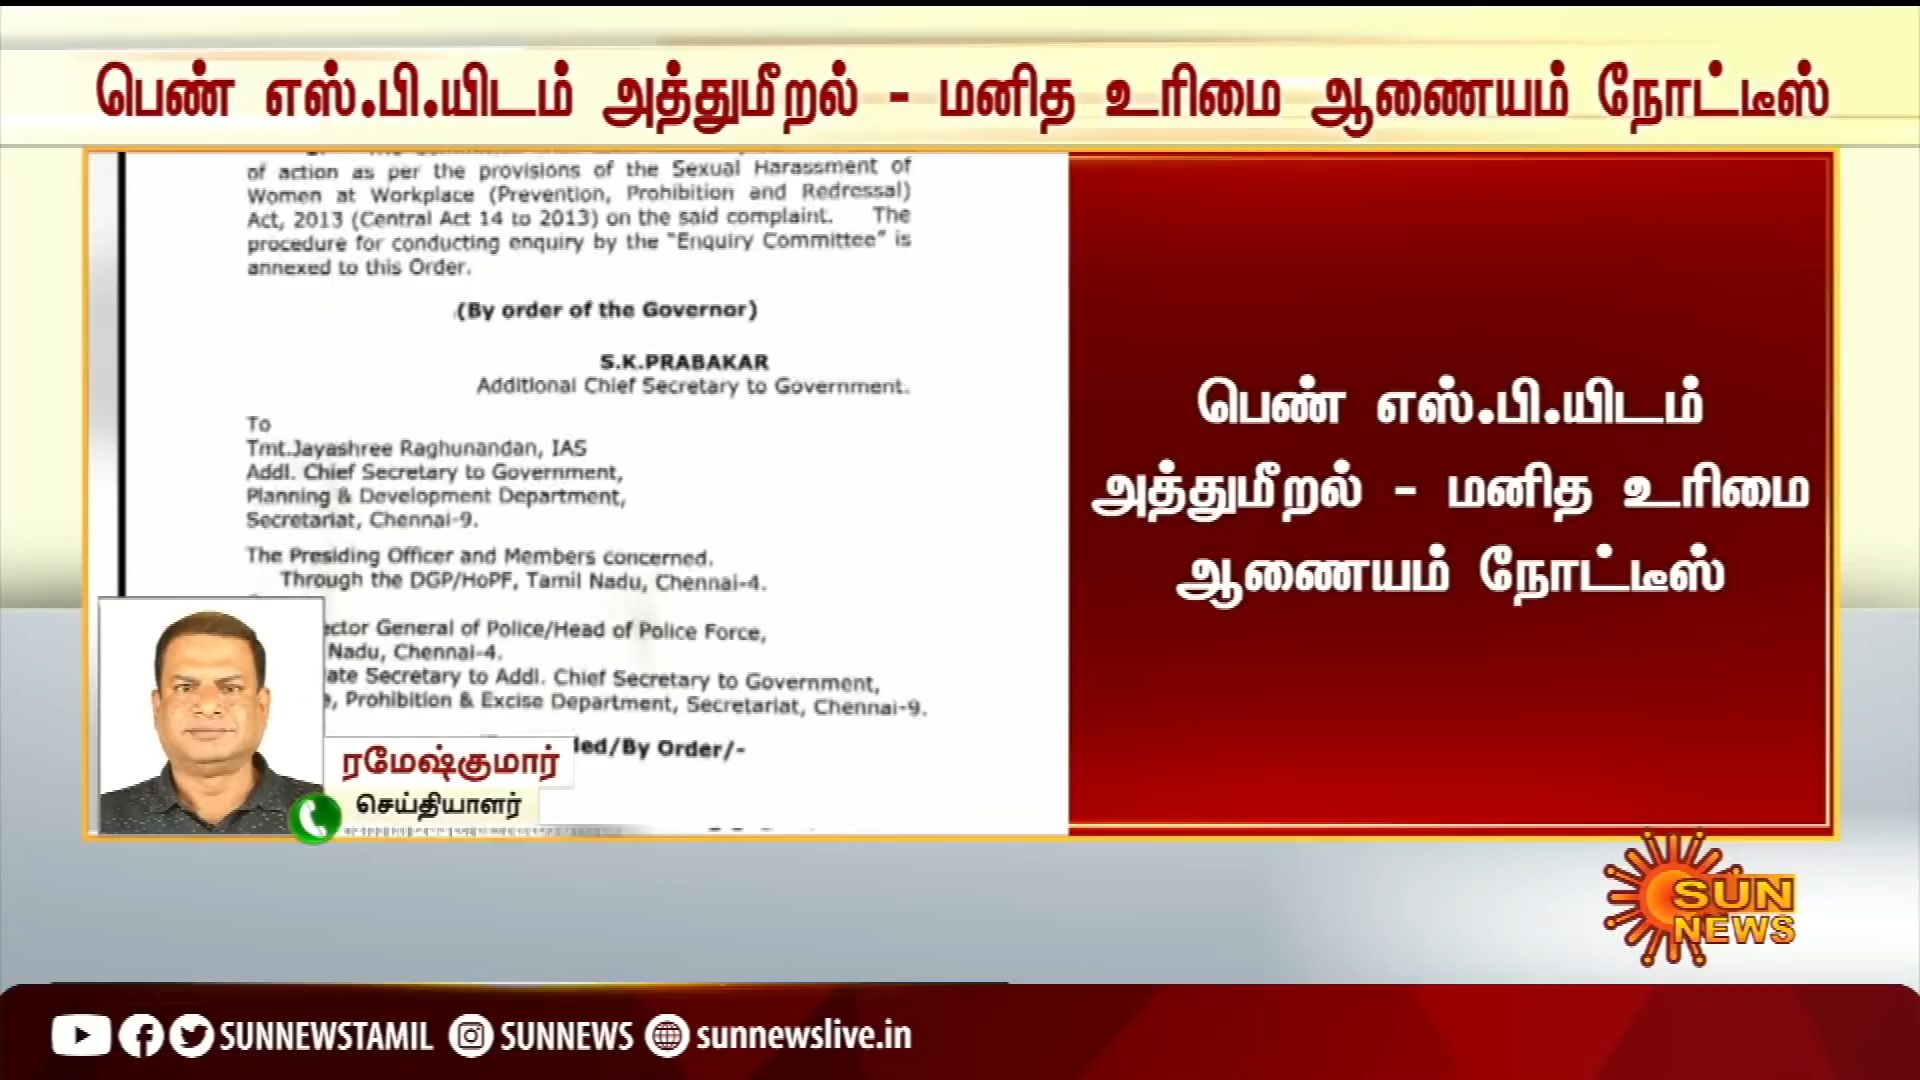 பெண் எஸ்.பி.யிடம் அத்துமீறல் - மனித உரிமை ஆணையம் நோட்டீஸ்
of action as per the provisions of the Sexual Harassment of
Women at Workplace (Prevention, Prohibition and Redressal)
Act, 2013 (Central Act 14 to 2013) on the said complaint. The
procedure for conducting enquiry by the "Enquiry Committee" is
annexed to this Order.
(By order of the Governor)
S.K.PRABAKAR
Additional Chief Secretary to Government.
To
Tmt.Jayashree Raghunandan, IAS
Addl. Chief Secretary to Government,
Planning & Development Department,
Secretariat, Chennai-9.
The Presiding Officer and Members concerned.
Through the DGP/HoPF, Tamil Nadu, Chennai-4.
ector General of Police/Head of Police Force,
Nadu, Chennai-4.
ate Secretary to Addl. Chief Secretary to Government,
, Prohibition & Excise Department, Secretariat, Chennai-9.
ded/By Order/-
ரமேஷ்குமார்
செய்தியாளர்
பெண் எஸ்.பி.யிடம்
அத்துமீறல் - மனித உரிமை
ஆணையம் நோட்டீஸ்
SUN
NEWS
SUNNEWSTAMIL SUNNEWS sunnewslive.in